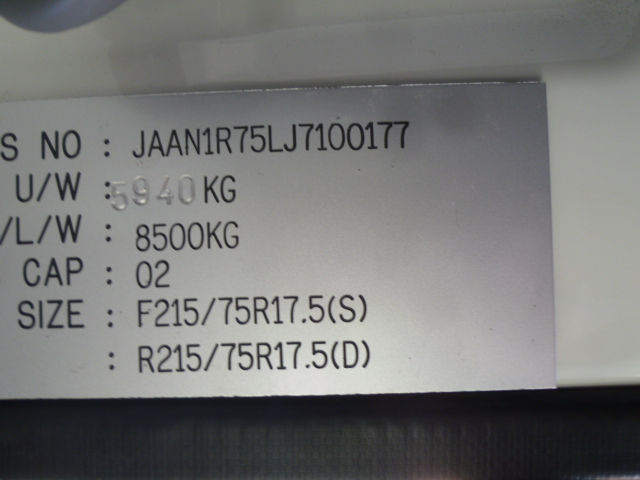 S NO : JAAN1R75LJ7100177
U/W : 5940 KG
/L/W : 8500KG
CAP : 02
SIZE : F215/75R17.5(S)
: R215/75R17.5(D)